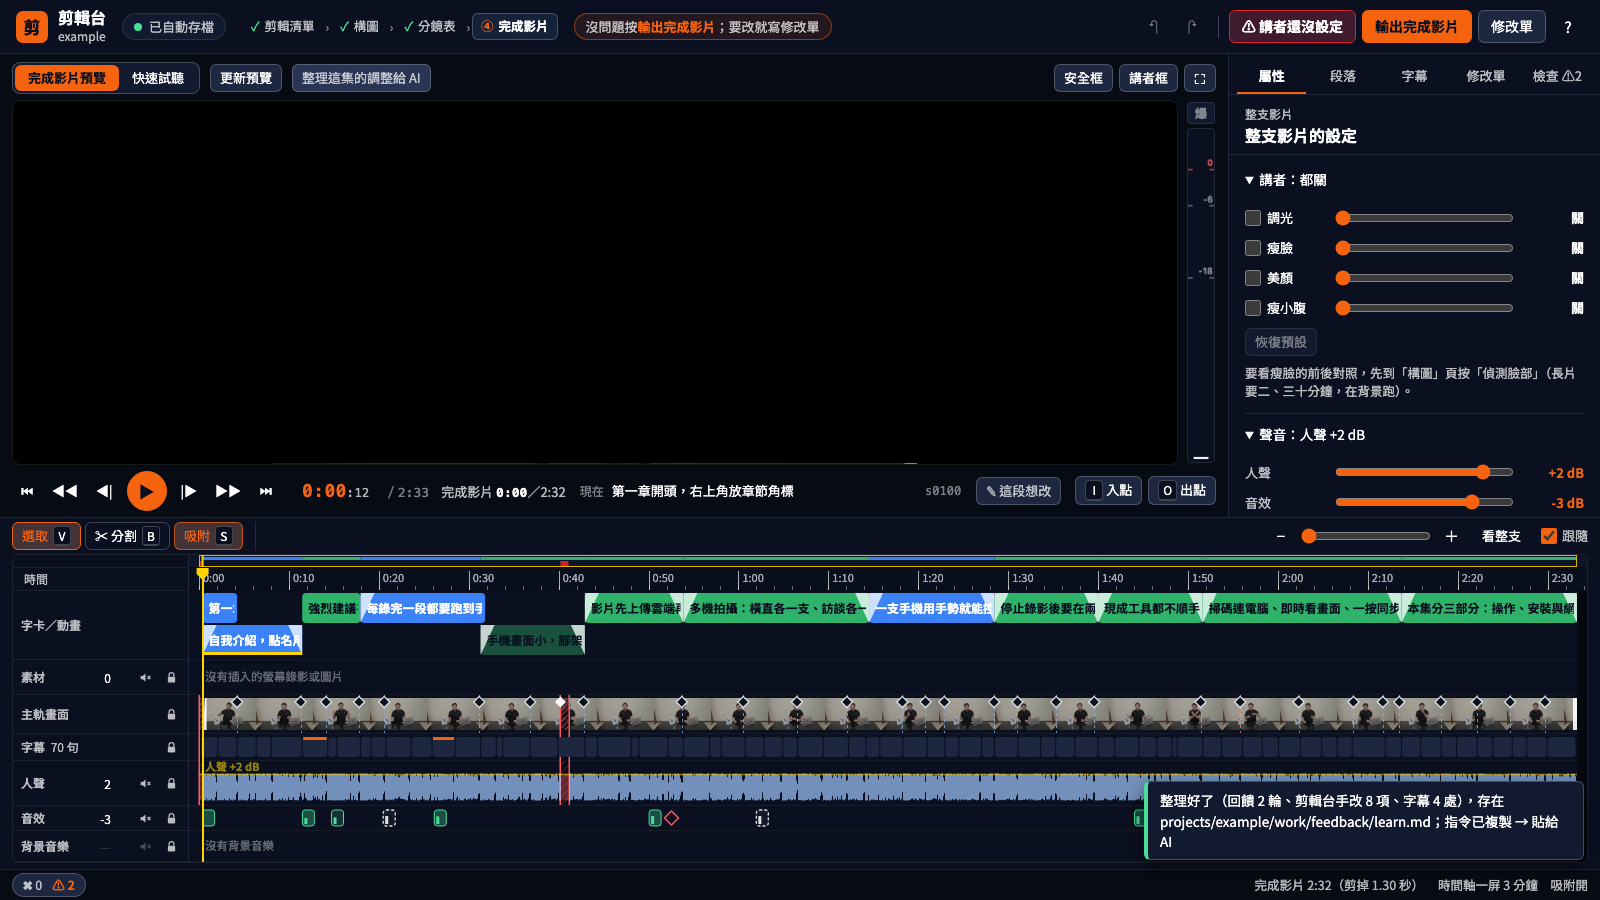 剪 剪輯台
example
已自動存檔
✓ 剪輯清單 › ✓ 構圖 › ✓ 分鏡表 › ④ 完成影片
沒問題按輸出完成影片；要改就寫修改單
⚠ 講者還沒設定
輸出完成影片
修改單
?
完成影片預覽 快速試聽 更新預覽 整理這集的調整給 AI
安全框 講者框
爆
0
-6
-18
屬性 段落 字幕 修改單 檢查 ⚠2
整支影片
整支影片的設定
▼ 講者：都關
調光 關
瘦臉 關
美顏 關
瘦小腹 關
恢復預設
要看瘦臉的前後對照，先到「構圖」頁按「偵測臉部」（長片
要二、三十分鐘，在背景跑）。
▼ 聲音：人聲 +2 dB
人聲 +2 dB
音效 -3 dB
0:00:12 / 2:33 完成影片 0:00／2:32 現在 第一章開頭，右上角放章節角標
s0100 ✎這段想改 I 入點 O 出點
選取 V ✂ 分割 B 吸附 S
− + 看整支 跟隨
時間 0:00 0:10 0:20 0:30 0:40 0:50 1:00 1:10 1:20 1:30 1:40 1:50 2:00 2:10 2:20 2:30
字卡／動畫
第一 強烈建議 每錄完一段都要跑到手 影片先上傳雲端再 多機拍攝：橫直各一支、訪談各一 一支手機用手勢就能控 停止錄影後要在兩 現成工具都不順手 掃碼連電腦、即時看畫面、一按同步 本集分三部分：操作、安裝與網
自我介紹，點名 手機畫面小，腳架
素材 0 沒有插入的螢幕錄影或圖片
主軌畫面
字幕 70 句
人聲 +2 dB
人聲 2
音效 -3
背景音樂 — 沒有背景音樂
整理好了（回饋 2 輪、剪輯台手改 8 項、字幕 4 處），存在
projects/example/work/feedback/learn.md；指令已複製 → 貼給
AI
✖ 0 ⚠ 2
完成影片 2:32（剪掉 1.30 秒） 時間軸一屏 3 分鐘 吸附開